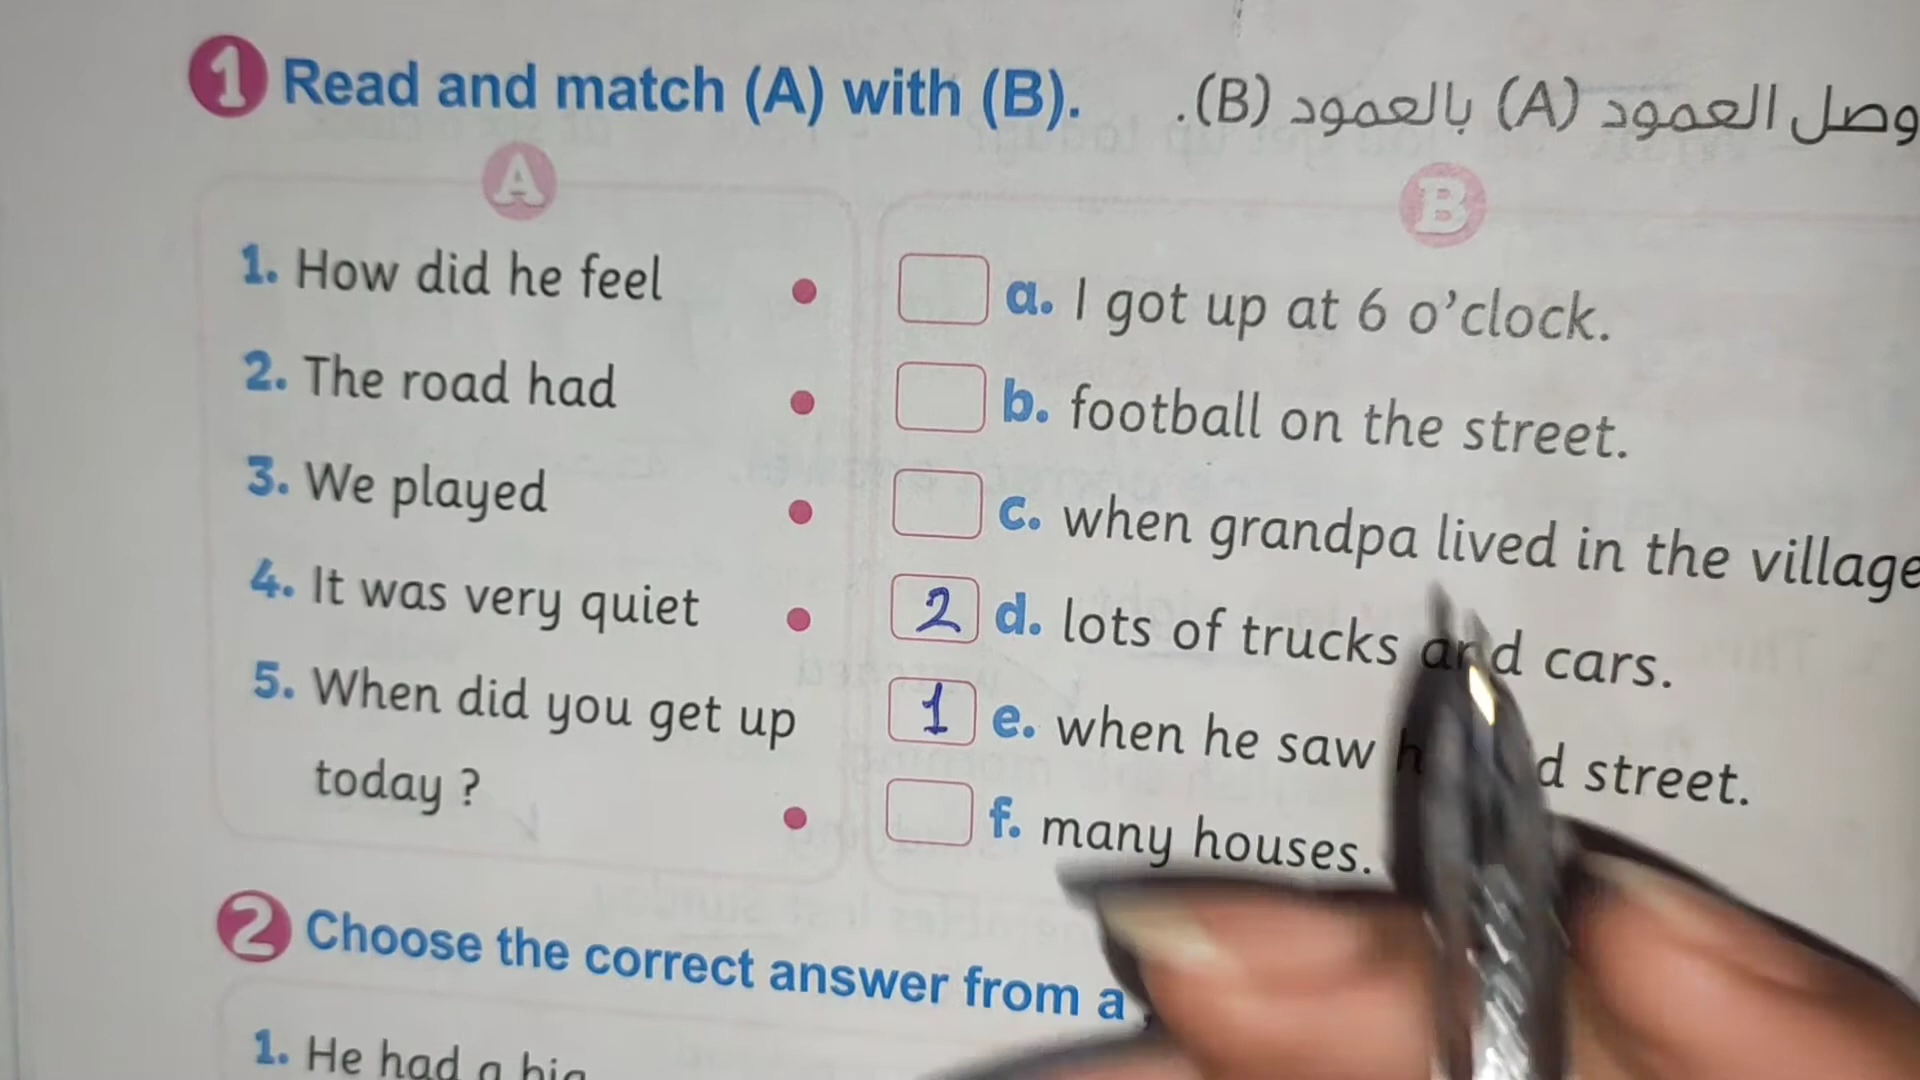 1 Read and match (A) with (B). وصل العمود (A) بالعمود (B).
A
B
1. How did he feel
2. The road had
3. We played
4. It was very quiet
5. When did you get up
today ?
a. I got up at 6 o'clock.
b. football on the street.
c. when grandpa lived in the village
2 d. lots of trucks and cars.
1 e. when he saw street.
f. many houses.
2 Choose the correct answer from a
1. He had a big